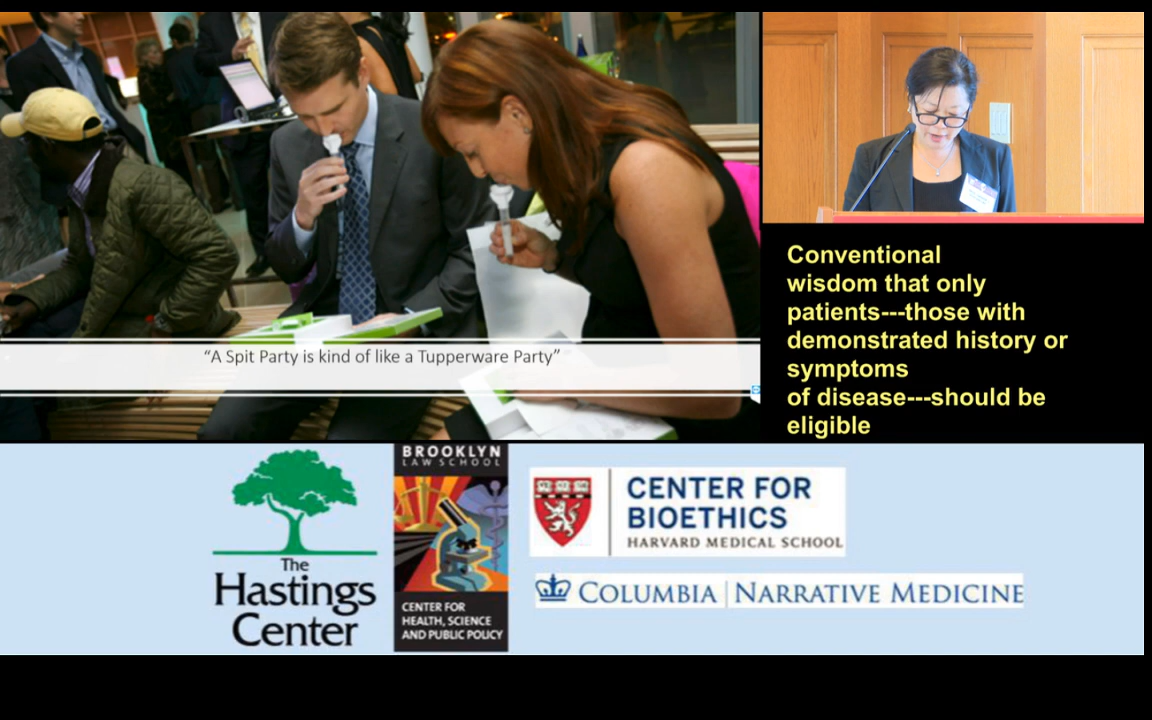 “A Spit Party is kind of like a Tupperware Party”
Conventional
wisdom that only
patients---those with
demonstrated history or
symptoms
of disease---should be
eligible
The
Hastings
Center
BROOKLYN
LAW SCHOOL
CENTER FOR
HEALTH, SCIENCE
AND PUBLIC POLICY
CENTER FOR
BIOETHICS
HARVARD MEDICAL SCHOOL
COLUMBIA | NARRATIVE MEDICINE